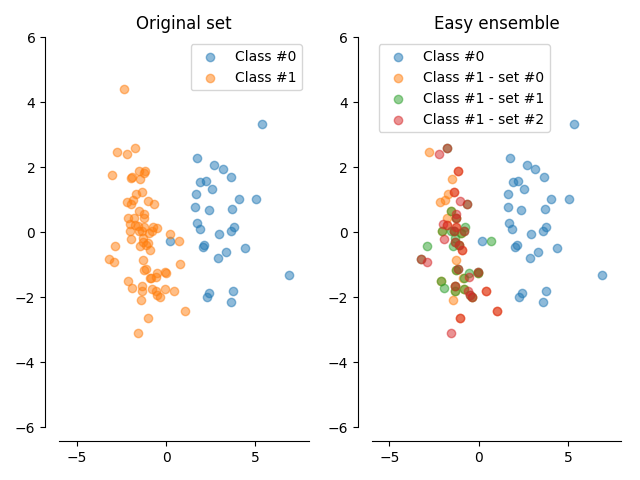 Original set
Easy ensemble
Class #0
Class #1
Class #0
Class #1 - set #0
Class #1 - set #1
Class #1 - set #2
6
4
2
0
−2
−4
−6
−5
0
5
6
4
2
0
−2
−4
−6
−5
0
5